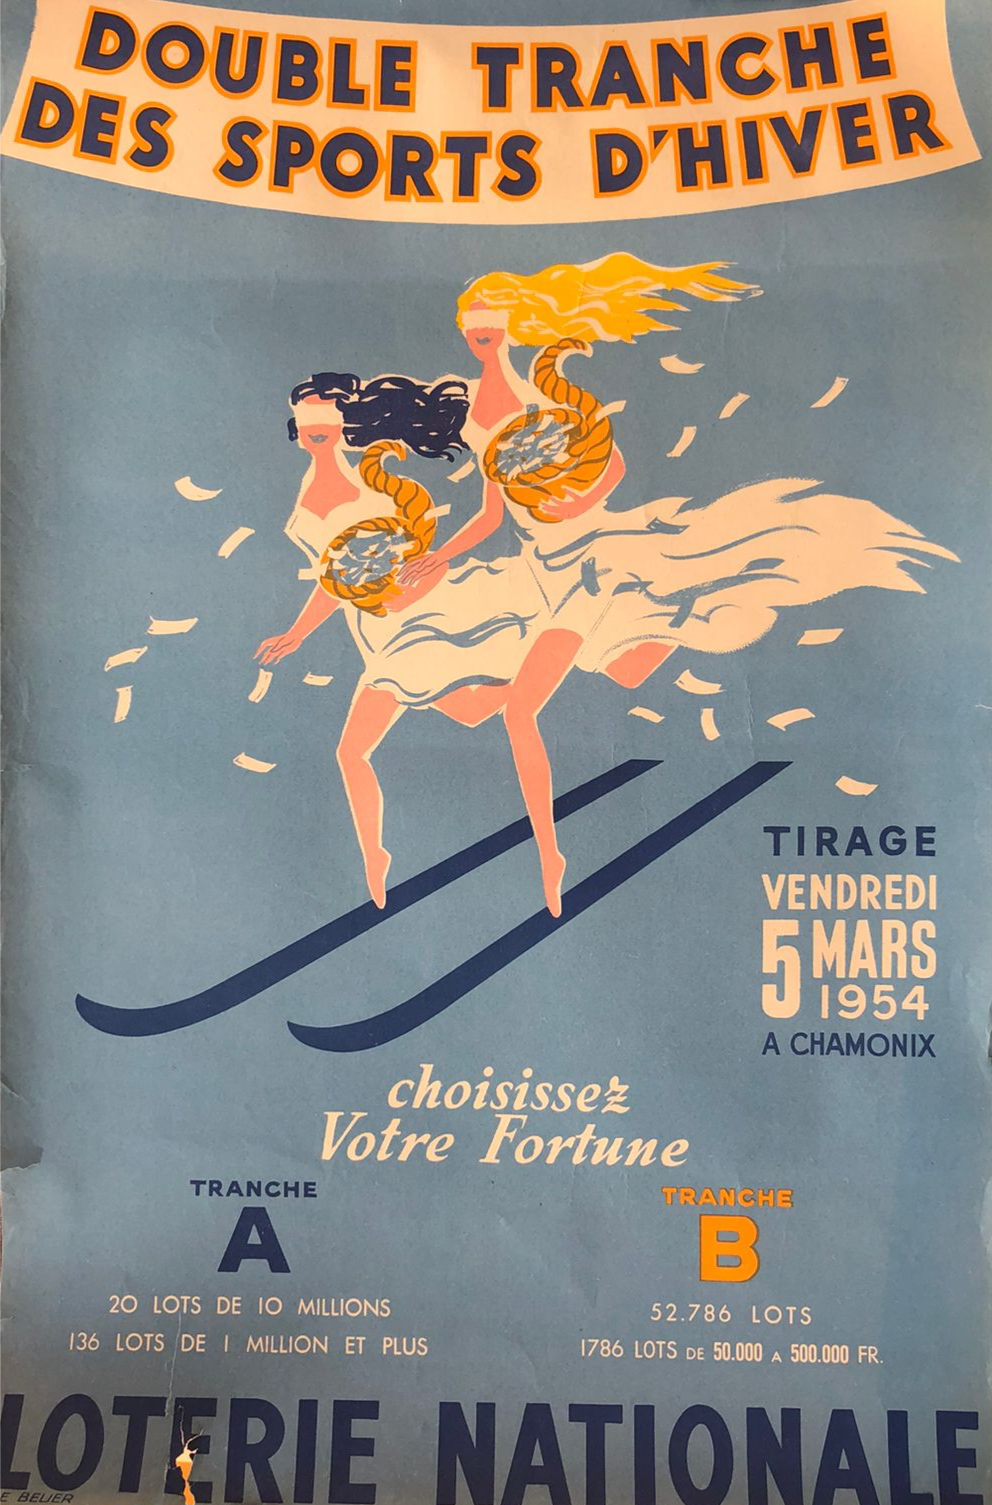 DOUBLE TRANCHE
DES SPORTS D'HIVER
TIRAGE
VENDREDI
5 MARS
1954
A CHAMONIX
choisissez
Votre Fortune
TRANCHE
A
20 LOTS DE 10 MILLIONS
136 LOTS DE 1 MILLION ET PLUS
TRANCHE
B
52.786 LOTS
1786 LOTS DE 50.000 A 500.000 FR.
LOTERIE NATIONALE
E BELIER